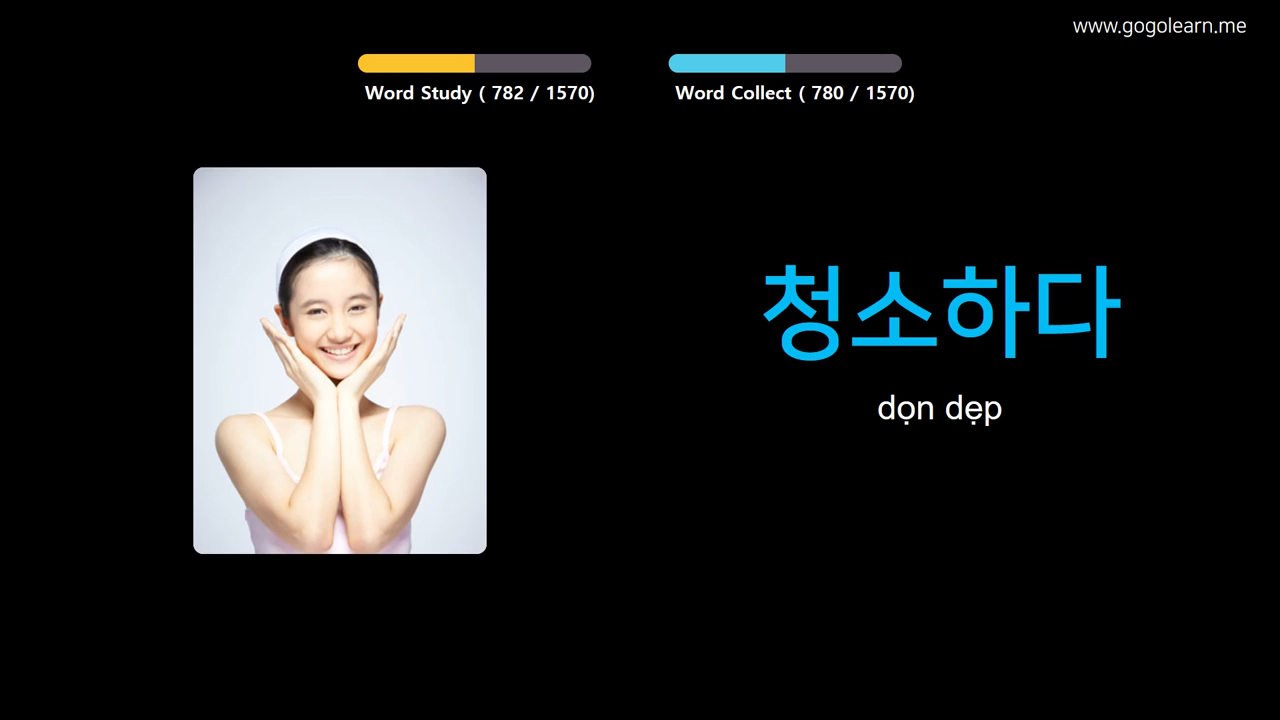 www.gogolearn.me
Word Study ( 782 / 1570)
Word Collect ( 780 / 1570)
청소하다
dọn dẹp